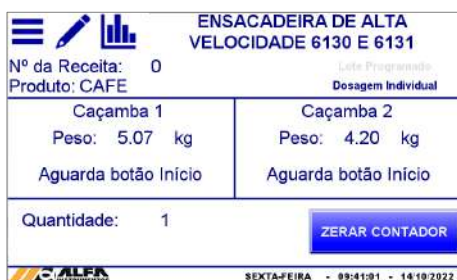 ENSACADEIRA DE ALTA
VELOCIDADE 6130 E 6131
Nº da Receita: 0
Lote Programado
Produto: CAFE
Dosagem Individual
Caçamba 1
Peso: 5.07 kg
Aguarda botão Início
Caçamba 2
Peso: 4.20 kg
Aguarda botão Início
Quantidade: 1
ZERAR CONTADOR
ALFA
SEXTA-FEIRA - 09:41:01 - 14/10/2022